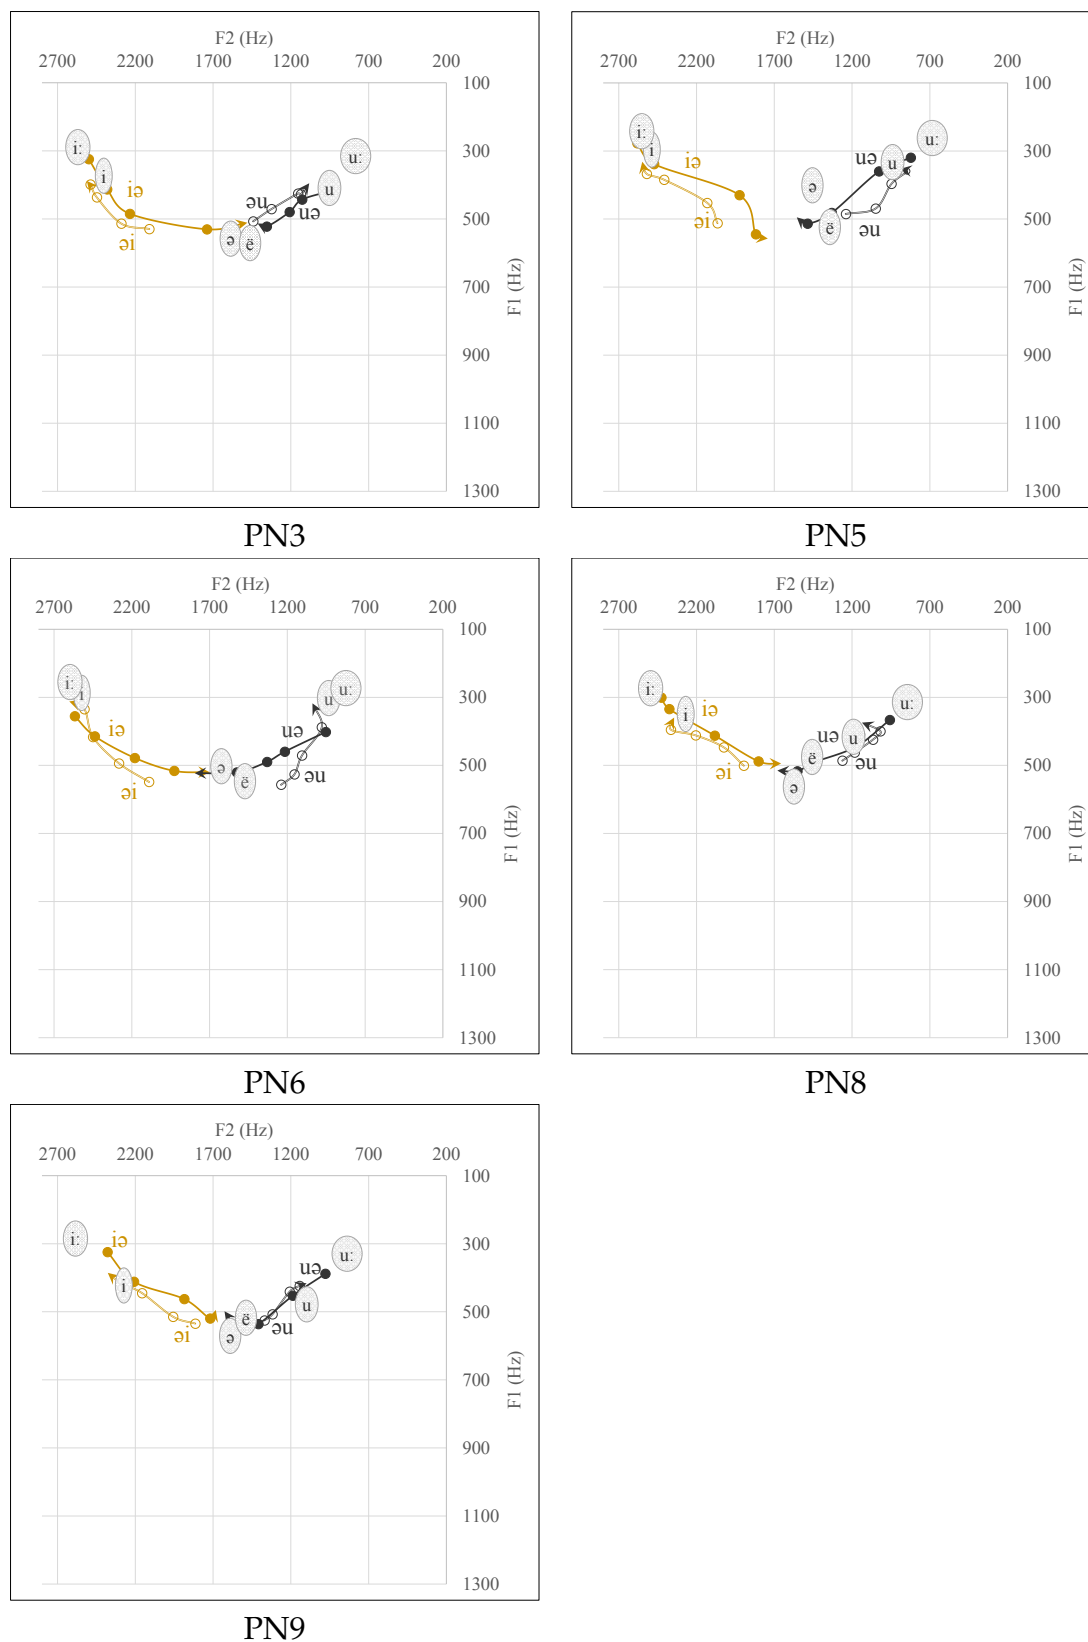 F2 (Hz)
2700 2200 1700 1200 700 200
100
300
500
700
900
1100
1300
F1 (Hz)
i:
i
iə
əi
ə
ë
əu
uə
u
u:
PN3
F2 (Hz)
2700 2200 1700 1200 700 200
100
300
500
700
900
1100
1300
F1 (Hz)
i:
i
iə
əi
ə
ë
uə
əu
u
u:
PN5
F2 (Hz)
2700 2200 1700 1200 700 200
100
300
500
700
900
1100
1300
F1 (Hz)
i:
i
iə
əi
ə
ë
uə
əu
u
u:
PN6
F2 (Hz)
2700 2200 1700 1200 700 200
100
300
500
700
900
1100
1300
F1 (Hz)
i:
i
iə
əi
ə
ë
uə
əu
u
u:
PN8
F2 (Hz)
2700 2200 1700 1200 700 200
100
300
500
700
900
1100
1300
F1 (Hz)
i:
i
iə
əi
ə
ë
uə
əu
u
u:
PN9